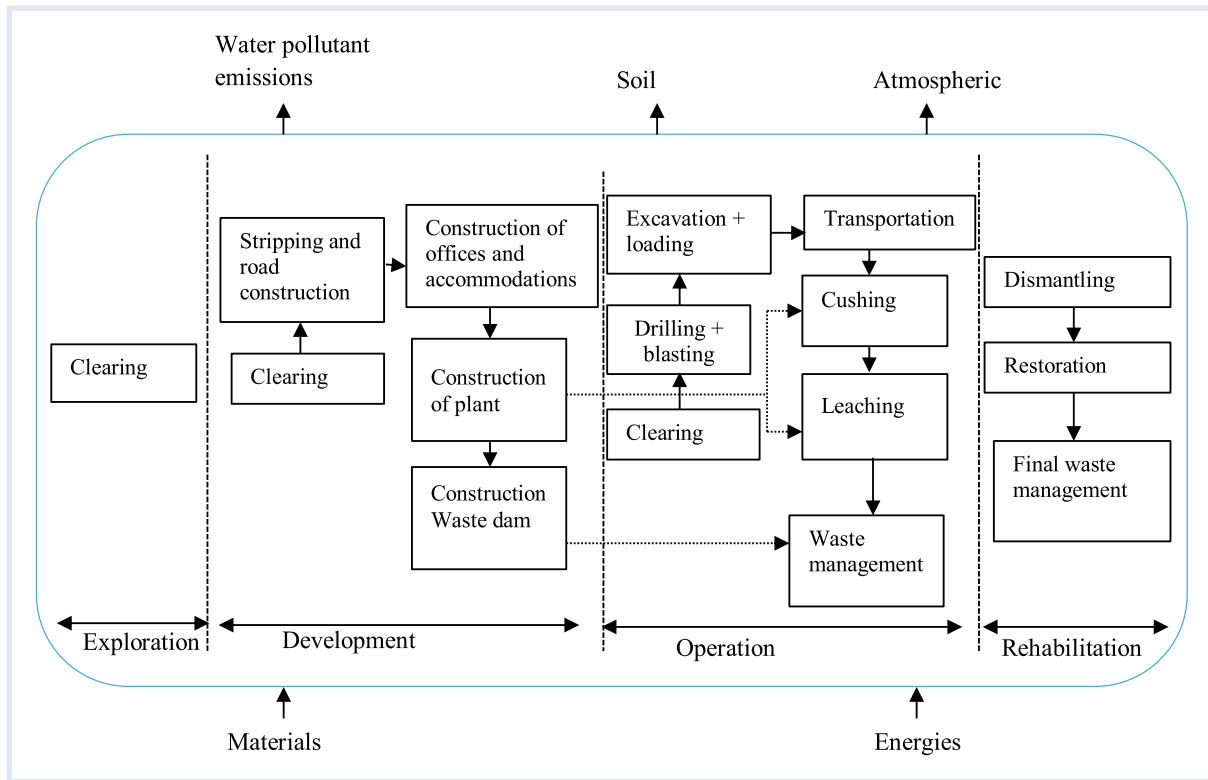 Water pollutant
emissions
Soil
Atmospheric
Clearing
Stripping and
road
construction
Clearing
Construction of
offices and
accommodations
Construction
of plant
Construction
Waste dam
Excavation +
loading
Drilling +
blasting
Clearing
Transportation
Cushing
Leaching
Waste
management
Dismantling
Restoration
Final waste
management
Exploration
Development
Operation
Rehabilitation
Materials
Energies